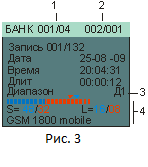 1 2
БАНК 001/04 002/001
Запись 001/132
Дата 25-08-09
Время 20:04:31
Длит 00:00:12
Диапазон Д1
3
S= L=
4
GSM 1800 mobile
Рис. 3